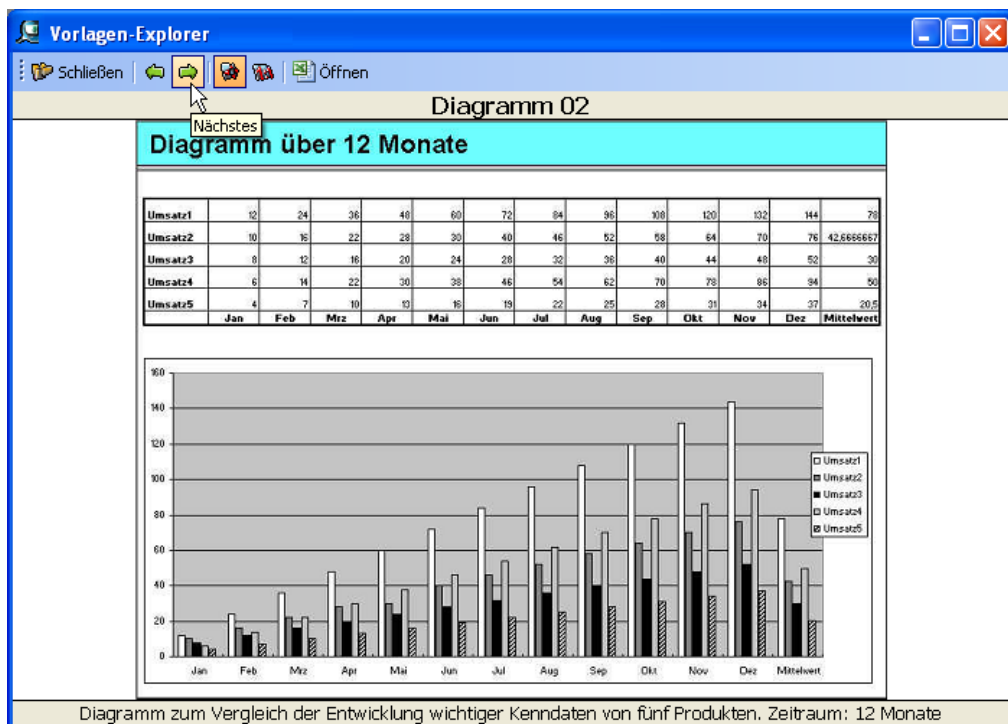 Vorlagen-Explorer
Schließen Öffnen
Nächstes
Diagramm 02
Diagramm über 12 Monate
Umsatz1 12 24 36 48 60 72 84 96 108 120 132 144 78
Umsatz2 10 16 22 28 30 40 46 52 58 64 70 76 42,6666667
Umsatz3 8 12 16 20 24 28 32 36 40 44 48 52 30
Umsatz4 6 14 22 30 38 46 54 62 70 78 86 94 50
Umsatz5 4 7 10 13 16 19 22 25 28 31 34 37 20,5
Jan Feb Mrz Apr Mai Jun Jul Aug Sep Okt Nov Dez Mittelwert
160
140
120
100
80
60
40
20
0
Jan Feb Mrz Apr Mai Jun Jul Aug Sep Okt Nov Dez Mittelwert
Umsatz1
Umsatz2
Umsatz3
Umsatz4
Umsatz5
Diagramm zum Vergleich der Entwicklung wichtiger Kenndaten von fünf Produkten. Zeitraum: 12 Monate